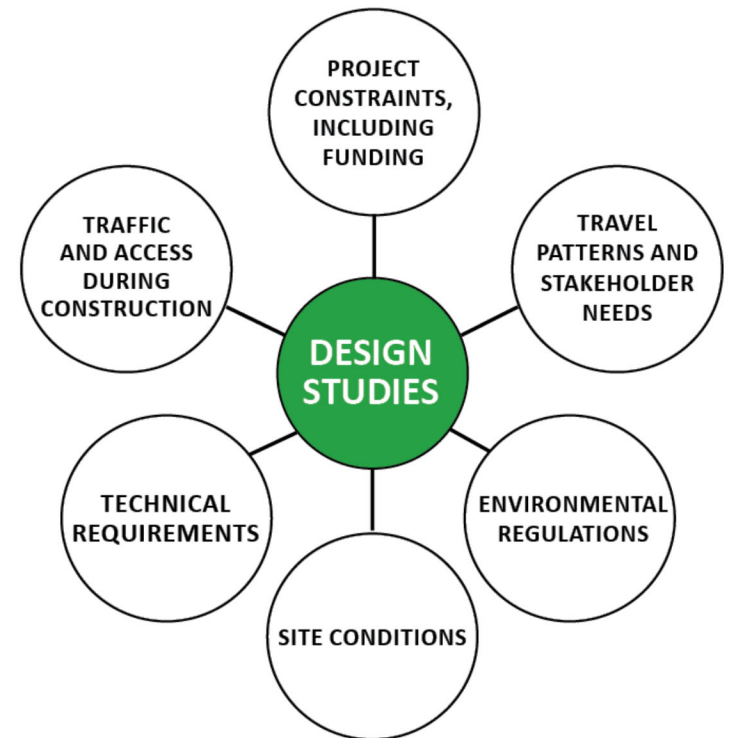 PROJECT
CONSTRAINTS,
INCLUDING
FUNDING
TRAFFIC
AND ACCESS
DURING
CONSTRUCTION
TRAVEL
PATTERNS AND
STAKEHOLDER
NEEDS
DESIGN
STUDIES
TECHNICAL
REQUIREMENTS
ENVIRONMENTAL
REGULATIONS
SITE CONDITIONS